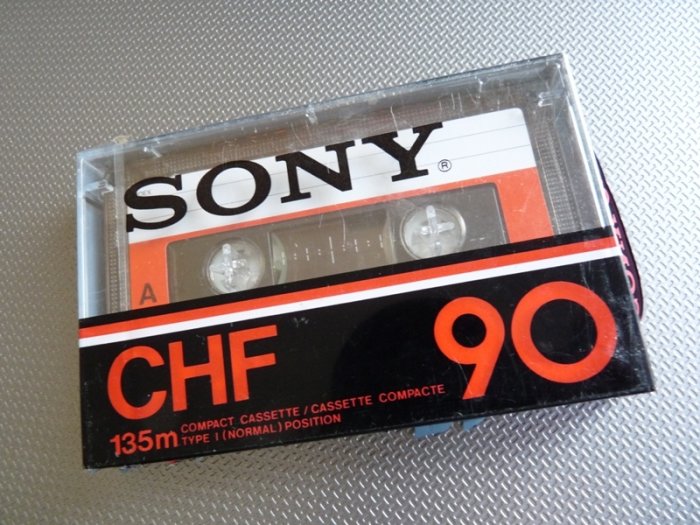 SONY®
A
CHF 90
135m COMPACT CASSETTE / CASSETTE COMPACTE
TYPE I (NORMAL) POSITION